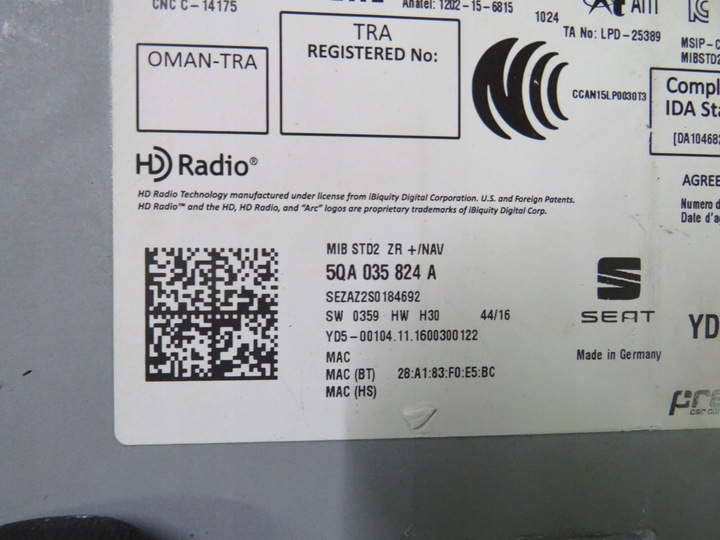 CNC C-14175
Anatel: 1202-15-6815
1024
TA No: LPD-25389
OMAN-TRA
TRA
REGISTERED No:
CCAN15LP0030T3
MSIP-C
MIBSTD2
Compl
IDA Sta
[DA10468
HD Radio®
HD Radio Technology manufactured under license from iBiquity Digital Corporation. U.S. and Foreign Patents.
HD Radio™ and the HD, HD Radio, and "Arc" logos are proprietary trademarks of iBiquity Digital Corp.
AGREE
Numero d
Date d'a
MIB STD2 ZR +/NAV
5QA 035 824 A
SEZAZ2S0184692
SW 0359 HW H30 44/16
YD5-00104.11.1600300122
MAC
MAC (BT) 28:A1:83:F0:E5:BC
MAC (HS)
SEAT
Made in Germany
YD
pre
car co